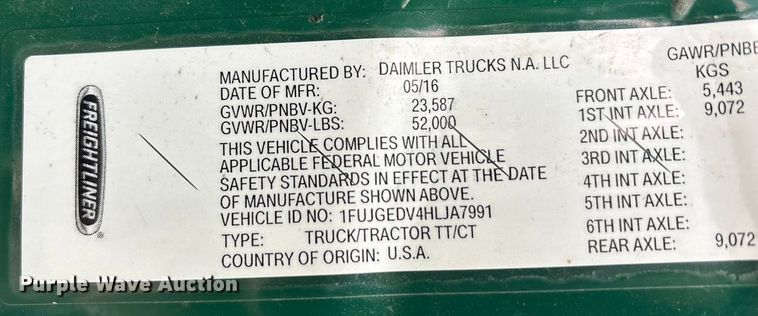 FREIGHTLINER
MANUFACTURED BY: DAIMLER TRUCKS N.A. LLC
DATE OF MFR: 05/16
GVWR/PNBV-KG: 23,587
GVWR/PNBV-LBS: 52,000
THIS VEHICLE COMPLIES WITH ALL
APPLICABLE FEDERAL MOTOR VEHICLE
SAFETY STANDARDS IN EFFECT AT THE DATE
OF MANUFACTURE SHOWN ABOVE.
VEHICLE ID NO: 1FUJGEDV4HLJA7991
TYPE: TRUCK/TRACTOR TT/CT
COUNTRY OF ORIGIN: U.S.A.
GAWR/PNBE
KGS
FRONT AXLE: 5,443
1ST INT AXLE: 9,072
2ND INT AXLE:
3RD INT AXLE:
4TH INT AXLE:
5TH INT AXLE:
6TH INT AXLE:
REAR AXLE: 9,072
Purple Wave Auction